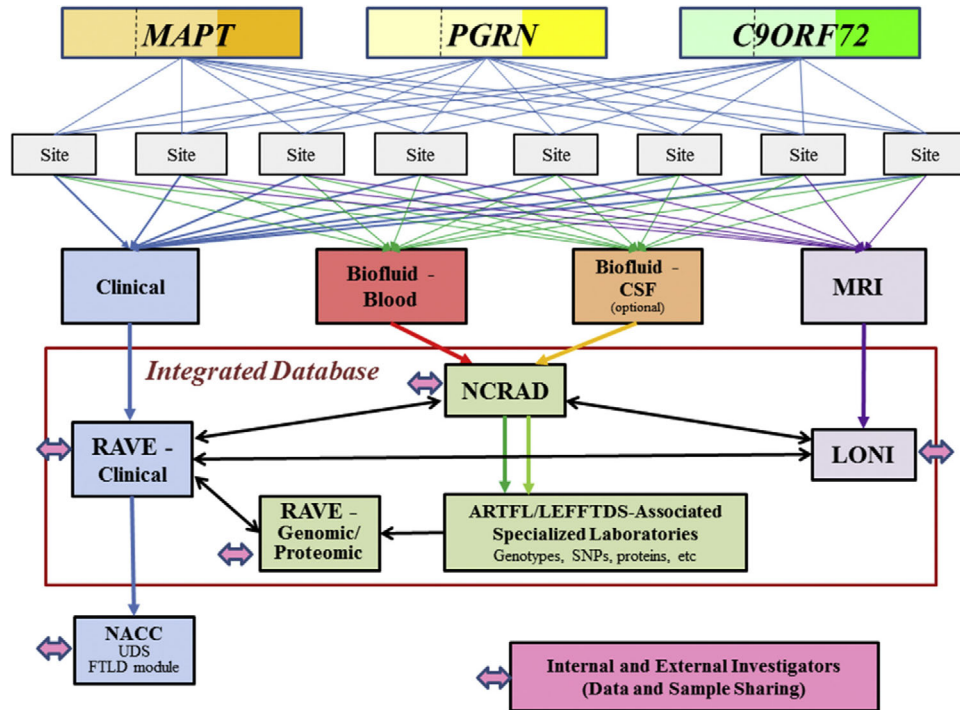 MAPT
PGRN
C9ORF72
Site
Site
Site
Site
Site
Site
Site
Site
Clinical
Biofluid -
Blood
Biofluid -
CSF
(optional)
MRI
Integrated Database
NCRAD
RAVE -
Clinical
LONI
RAVE -
Genomic/
Proteomic
ARTFL/LEFFTDS-Associated
Specialized Laboratories
Genotypes, SNPs, proteins, etc
NACC
UDS
FTLD module
Internal and External Investigators
(Data and Sample Sharing)